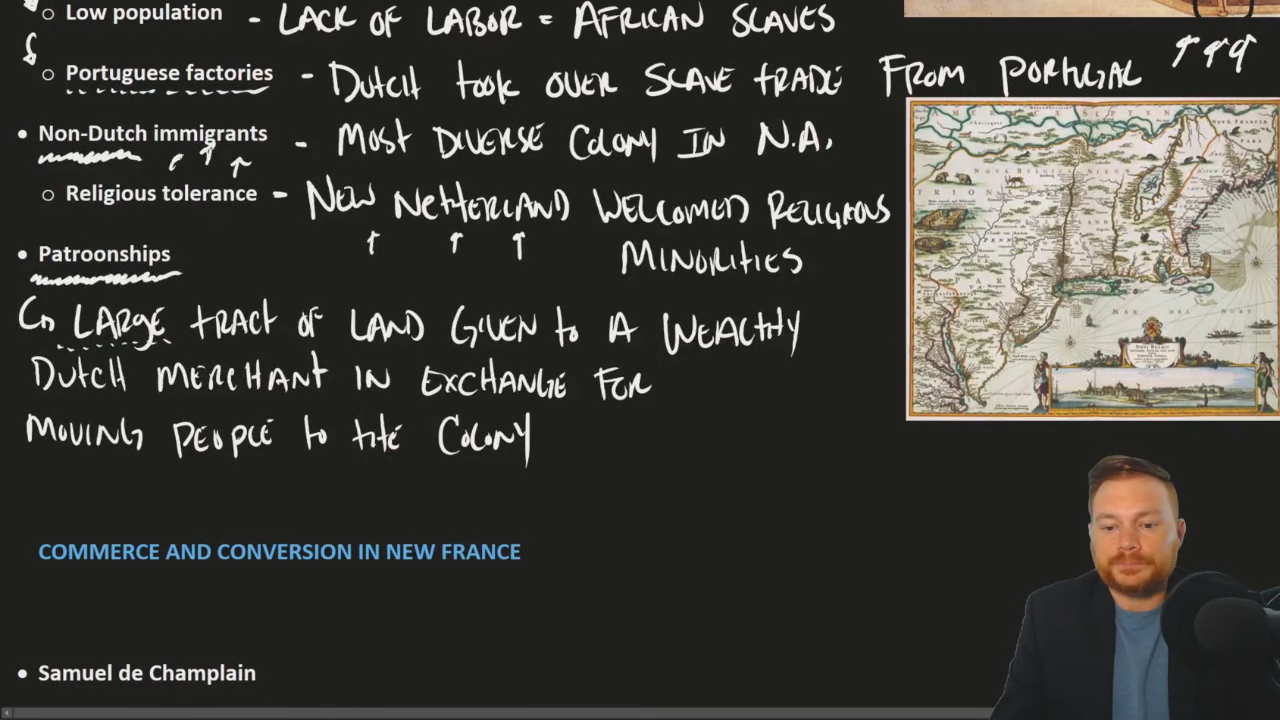 Low population - LACK OF LABOR = AFRICAN SLAVES
Portuguese factories - DUTCH took OVER SLAVE tRADE FROM PORTUGAL
Non-Dutch immigrants - MOST DIVERSE COLONY IN N.A.
Religious tolerance - NEW NETHERLAND WELCOMED RELIGIOUS
MINORITIES
Patroonships
LARGE tRACT OF LAND GIVEN to A WEALTHY
DUTCH MERCHANT IN EXCHANGE FOR
MOVING PEOPLE to tHE COLONY
COMMERCE AND CONVERSION IN NEW FRANCE
Samuel de Champlain